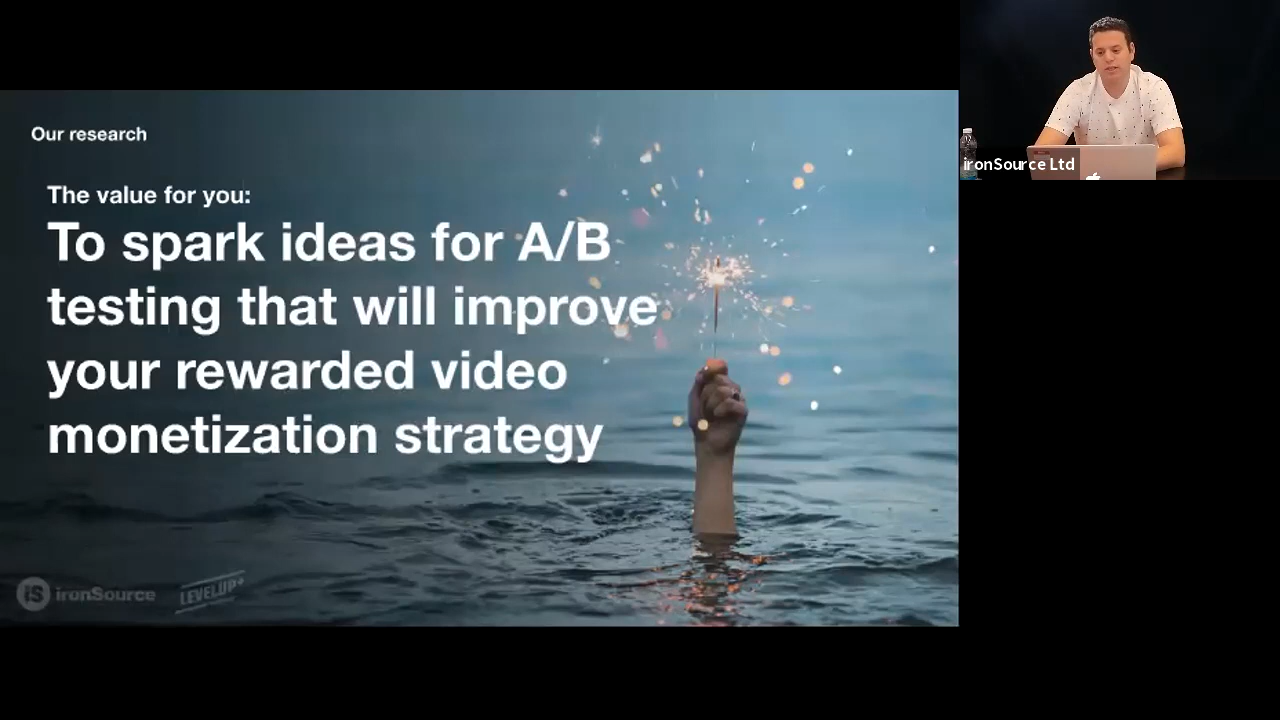 Our research
The value for you:
To spark ideas for A/B
testing that will improve
your rewarded video
monetization strategy
iS ironSource
LEVELUP+
ironSource Ltd